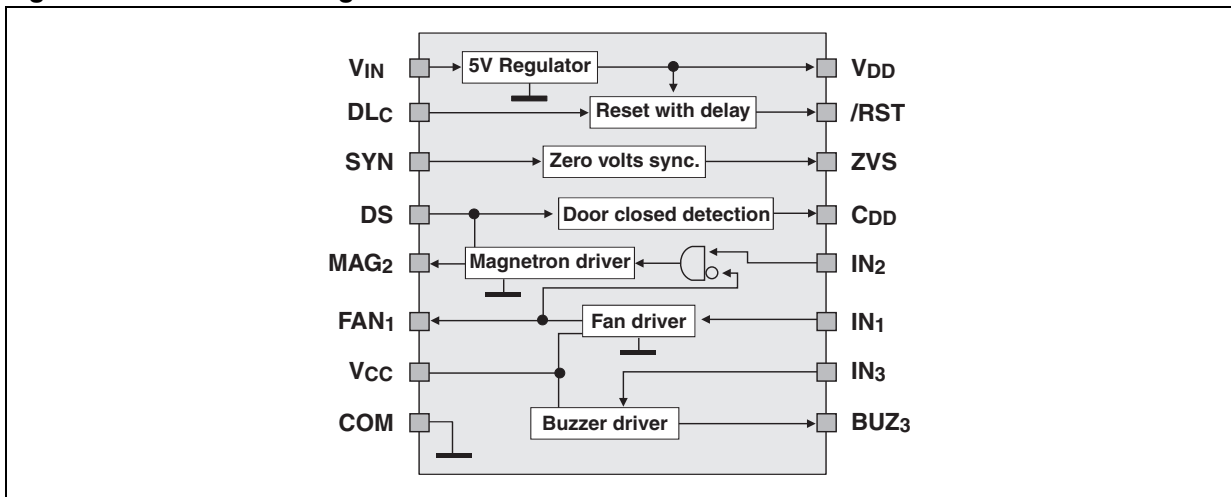 VIN
5V Regulator
VDD
DLC
Reset with delay
/RST
SYN
Zero volts sync.
ZVS
DS
Door closed detection
CDD
MAG2
Magnetron driver
IN2
FAN1
Fan driver
IN1
VCC
IN3
COM
Buzzer driver
BUZ3